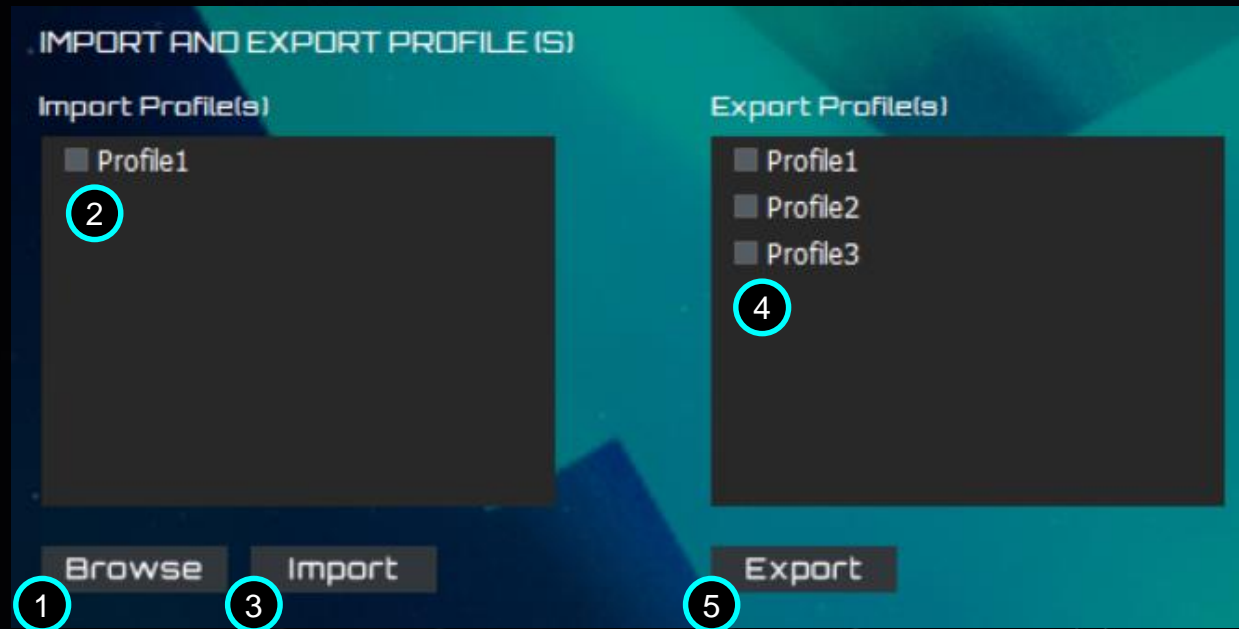 IMPORT AND EXPORT PROFILE (S)
Import Profile(s)
Profile1
2
Browse
Import
1
3
Export Profile(s)
Profile1
Profile2
Profile3
4
Export
5